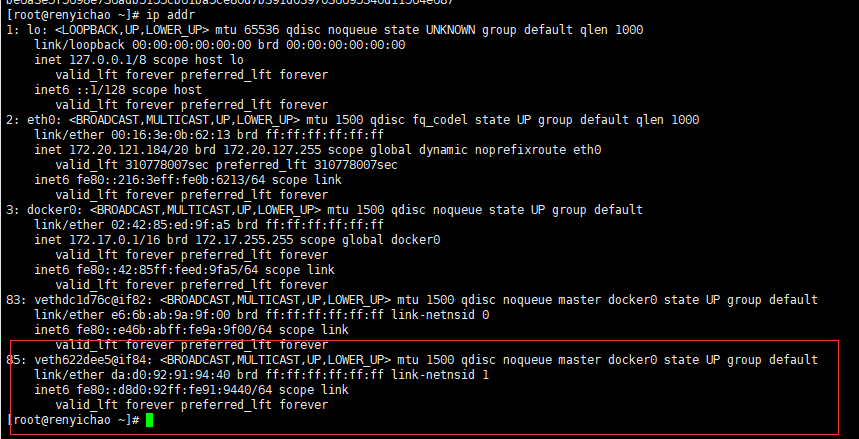 [root@renyichao ~]# ip addr
1: lo: <LOOPBACK,UP,LOWER_UP> mtu 65536 qdisc noqueue state UNKNOWN group default qlen 1000
    link/loopback 00:00:00:00:00:00 brd 00:00:00:00:00:00
    inet 127.0.0.1/8 scope host lo
       valid_lft forever preferred_lft forever
    inet6 ::1/128 scope host
       valid_lft forever preferred_lft forever
2: eth0: <BROADCAST,MULTICAST,UP,LOWER_UP> mtu 1500 qdisc fq_codel state UP group default qlen 1000
    link/ether 00:16:3e:0b:62:13 brd ff:ff:ff:ff:ff:ff
    inet 172.20.121.184/20 brd 172.20.127.255 scope global dynamic noprefixroute eth0
       valid_lft 310778007sec preferred_lft 310778007sec
    inet6 fe80::216:3eff:fe0b:6213/64 scope link
       valid_lft forever preferred_lft forever
3: docker0: <BROADCAST,MULTICAST,UP,LOWER_UP> mtu 1500 qdisc noqueue state UP group default
    link/ether 02:42:85:ed:9f:a5 brd ff:ff:ff:ff:ff:ff
    inet 172.17.0.1/16 brd 172.17.255.255 scope global docker0
       valid_lft forever preferred_lft forever
    inet6 fe80::42:85ff:feed:9fa5/64 scope link
       valid_lft forever preferred_lft forever
83: vethdc1d76c@if82: <BROADCAST,MULTICAST,UP,LOWER_UP> mtu 1500 qdisc noqueue master docker0 state UP group default
    link/ether e6:6b:ab:9a:9f:00 brd ff:ff:ff:ff:ff:ff link-netnsid 0
    inet6 fe80::e46b:abff:fe9a:9f00/64 scope link
       valid_lft forever preferred_lft forever
85: veth622dee5@if84: <BROADCAST,MULTICAST,UP,LOWER_UP> mtu 1500 qdisc noqueue master docker0 state UP group default
    link/ether da:d0:92:91:94:40 brd ff:ff:ff:ff:ff:ff link-netnsid 1
    inet6 fe80::d8d0:92ff:fe91:9440/64 scope link
       valid_lft forever preferred_lft forever
[root@renyichao ~]#